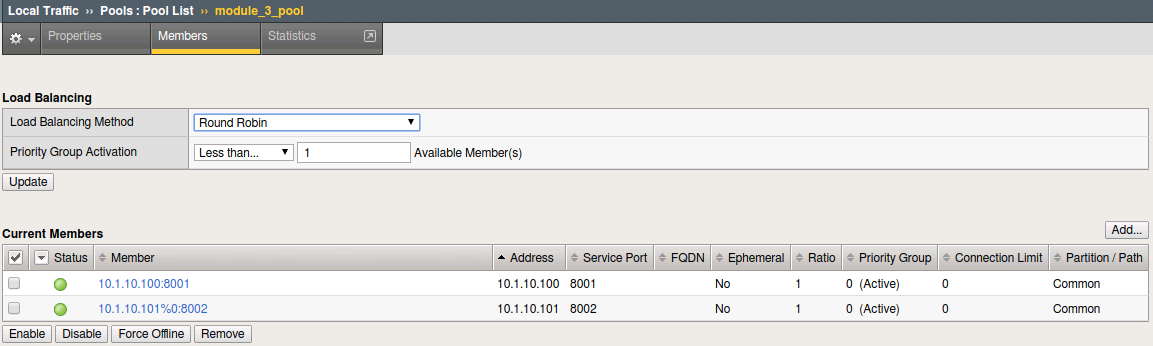 Local Traffic ›› Pools : Pool List ›› module_3_pool
Properties Members Statistics
Load Balancing
Load Balancing Method Round Robin
Priority Group Activation Less than... 1 Available Member(s)
Update
Add...
Current Members
Status Member Address Service Port FQDN Ephemeral Ratio Priority Group Connection Limit Partition / Path
10.1.10.100:8001 10.1.10.100 8001 No 1 0 (Active) 0 Common
10.1.10.101%0:8002 10.1.10.101 8002 No 1 0 (Active) 0 Common
Enable Disable Force Offline Remove